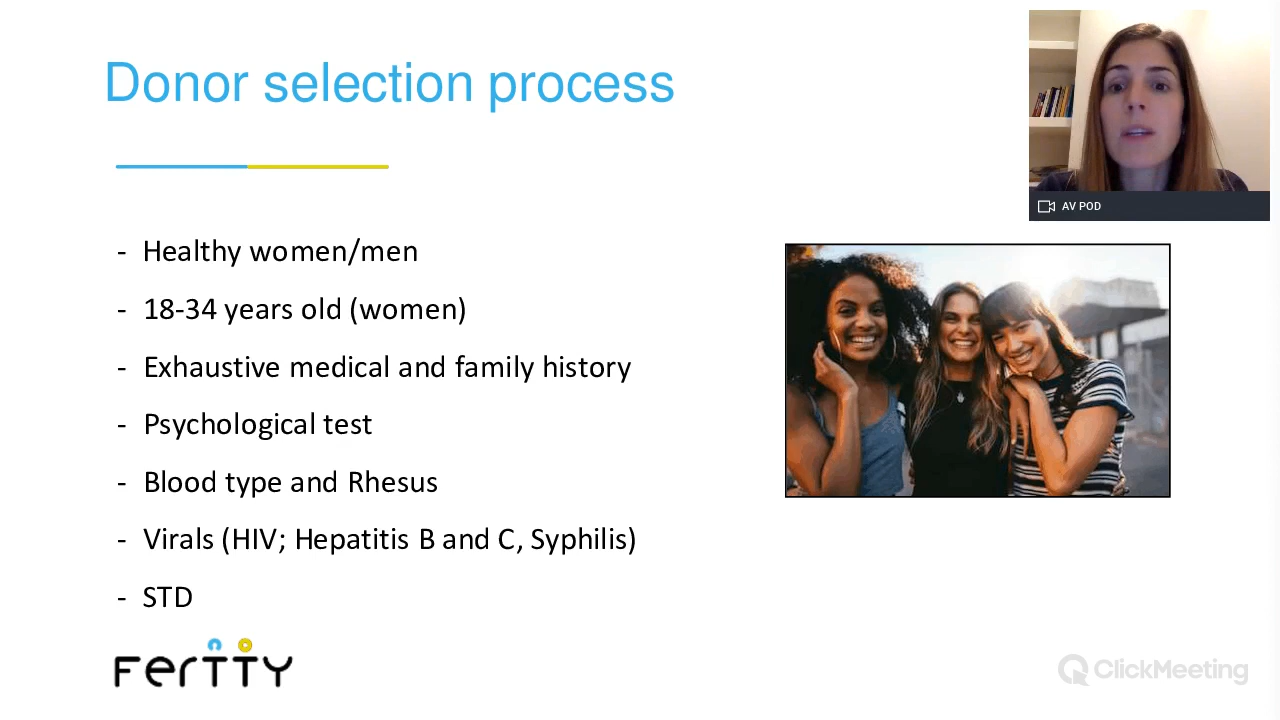 Donor selection process
AV POD
- Healthy women/men
- 18-34 years old (women)
- Exhaustive medical and family history
- Psychological test
- Blood type and Rhesus
- Virals (HIV; Hepatitis B and C, Syphilis)
- STD
Fertty
ClickMeeting